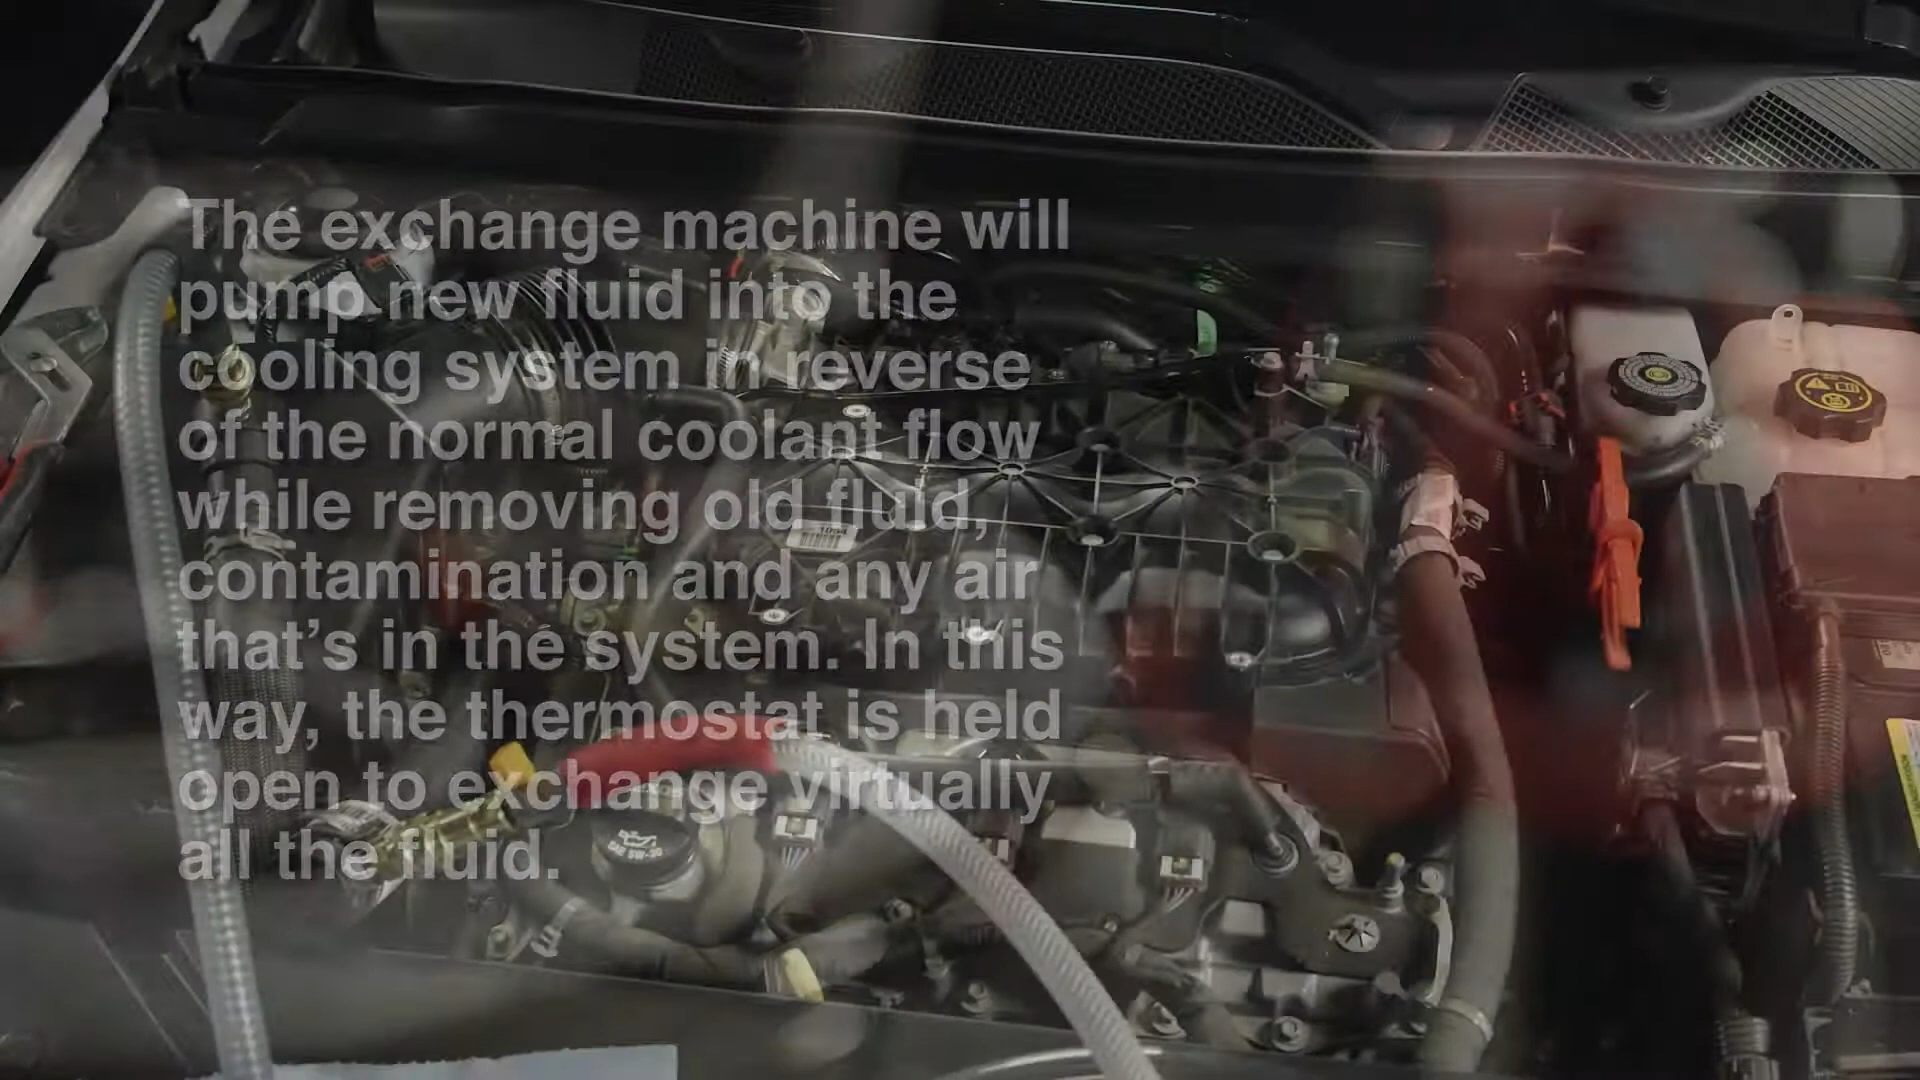 The exchange machine will
pump new fluid into the
cooling system in reverse
of the normal coolant flow
while removing old fluid,
contamination and any air
that’s in the system. In this
way, the thermostat is held
open to exchange virtually
all the fluid.